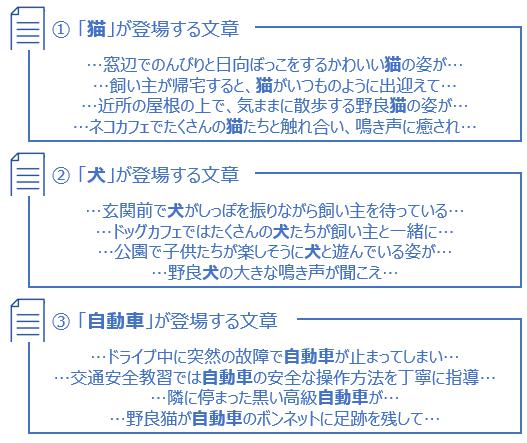 ① 「猫」が登場する文章
…窓辺でのんびりと日向ぼっこをするかわいい猫の姿が…
…飼い主が帰宅すると、猫がいつものように出迎えて…
…近所の屋根の上で、気ままに散歩する野良猫の姿が…
…ネコカフェでたくさんの猫たちと触れ合い、鳴き声に癒され…
② 「犬」が登場する文章
…玄関前で犬がしっぽを振りながら飼い主を待っている…
…ドッグカフェではたくさんの犬たちが飼い主と一緒に…
…公園で子供たちが楽しそうに犬と遊んでいる姿が…
…野良犬の大きな鳴き声が聞こえ…
③ 「自動車」が登場する文章
…ドライブ中に突然の故障で自動車が止まってしまい…
…交通安全教習では自動車の安全な操作方法を丁寧に指導…
…隣に停まった黒い高級自動車が…
…野良猫が自動車のボンネットに足跡を残して…